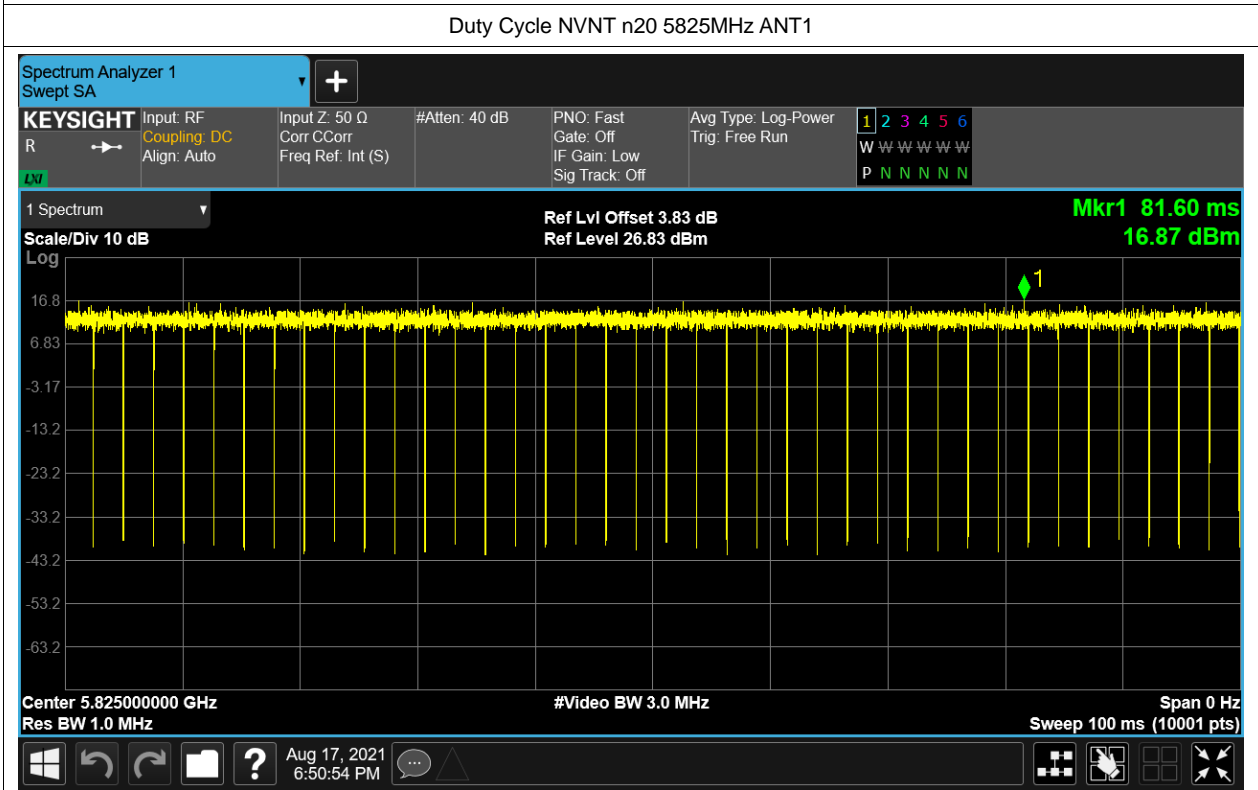 Duty Cycle NVNT n20 5825MHz ANT1
Spectrum Analyzer 1
Swept SA
KEYSIGHT
R
LXI
Input: RF
Coupling: DC
Align: Auto
Input Z: 50 Ω
Corr CCorr
Freq Ref: Int (S)
#Atten: 40 dB
PNO: Fast
Gate: Off
IF Gain: Low
Sig Track: Off
Avg Type: Log-Power
Trig: Free Run
1 2 3 4 5 6
W W W W W W
P N N N N N
1 Spectrum
Scale/Div 10 dB
Ref Lvl Offset 3.83 dB
Ref Level 26.83 dBm
Mkr1 81.60 ms
16.87 dBm
Log
1
16.8
6.83
-3.17
-13.2
-23.2
-33.2
-43.2
-53.2
-63.2
Center 5.825000000 GHz
#Video BW 3.0 MHz
Span 0 Hz
Res BW 1.0 MHz
Sweep 100 ms (10001 pts)
?
Aug 17, 2021
6:50:54 PM